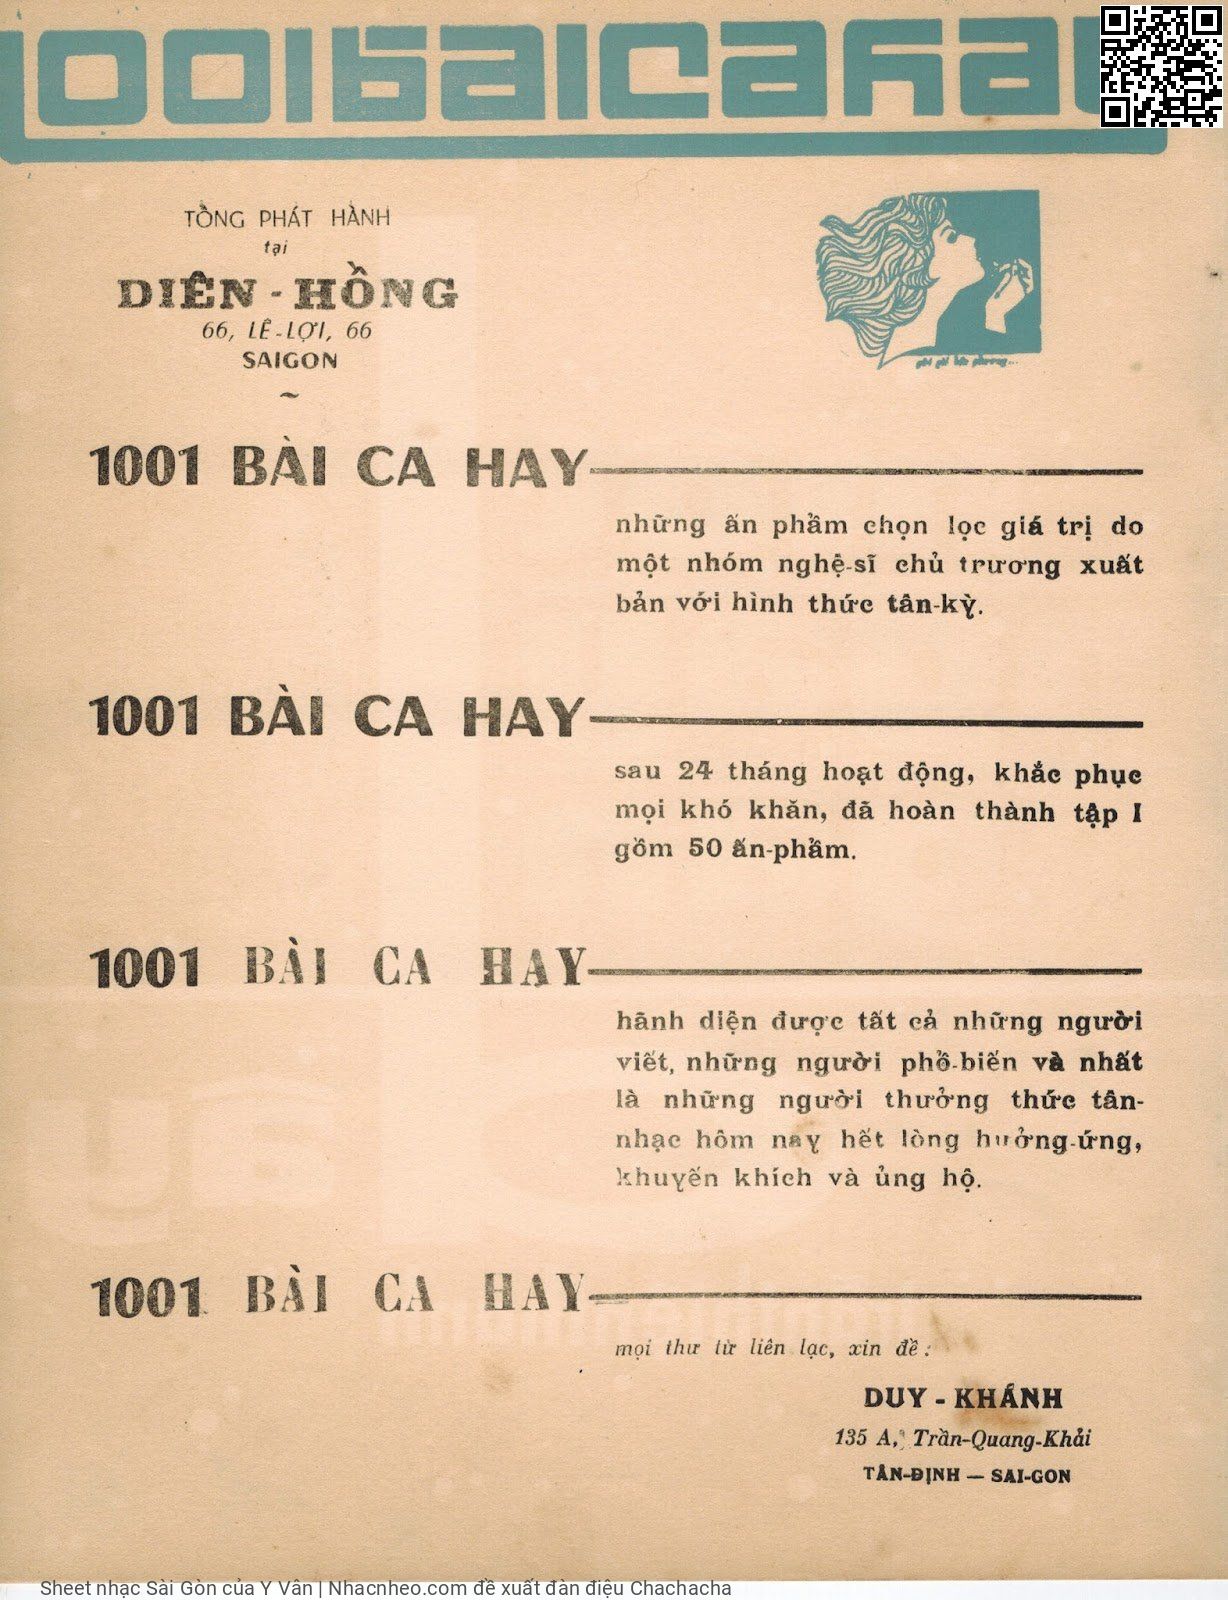 1001baicahay
TỔNG PHÁT HÀNH
tại
DIÊN - HỒNG
66, LÊ-LỢI, 66
SAIGON
~
1001 BÀI CA HAY
những ấn phẩm chọn lọc giá trị do
một nhóm nghệ-sĩ chủ trương xuất
bản với hình thức tân-kỳ.
1001 BÀI CA HAY
sau 24 tháng hoạt động, khắc phục
mọi khó khăn, đã hoàn thành tập I
gồm 50 ấn-phẩm.
1001 BÀI CA HAY
hãnh diện được tất cả những người
viết, những người phổ-biến và nhất
là những người thưởng thức tân-
nhạc hôm nay hết lòng hưởng-ứng,
khuyến khích và ủng hộ.
1001 BÀI CA HAY
mọi thư từ liên lạc, xin đề :
DUY - KHÁNH
135 A, Trần-Quang-Khải
TÂN-ĐỊNH — SAI-GON
Sheet nhạc Sài Gòn của Y Vân | Nhacnheo.com đề xuất đàn điệu Chachacha